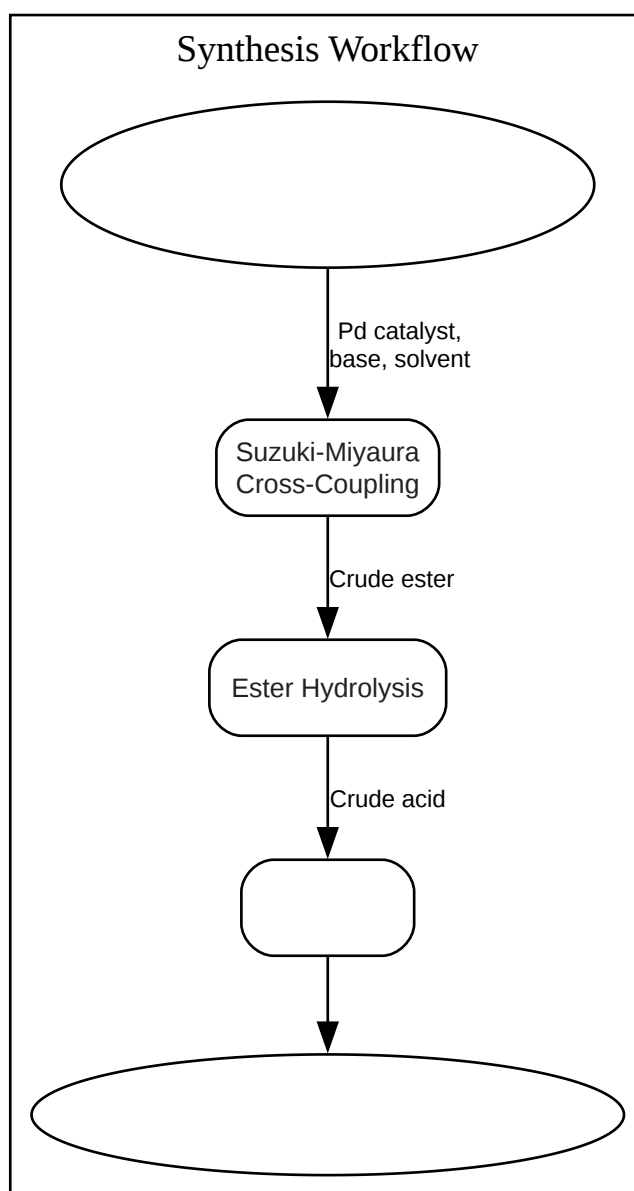 Synthesis Workflow
Pd catalyst,
base, solvent
Suzuki-Miyaura
Cross-Coupling
Crude ester
Ester Hydrolysis
Crude acid